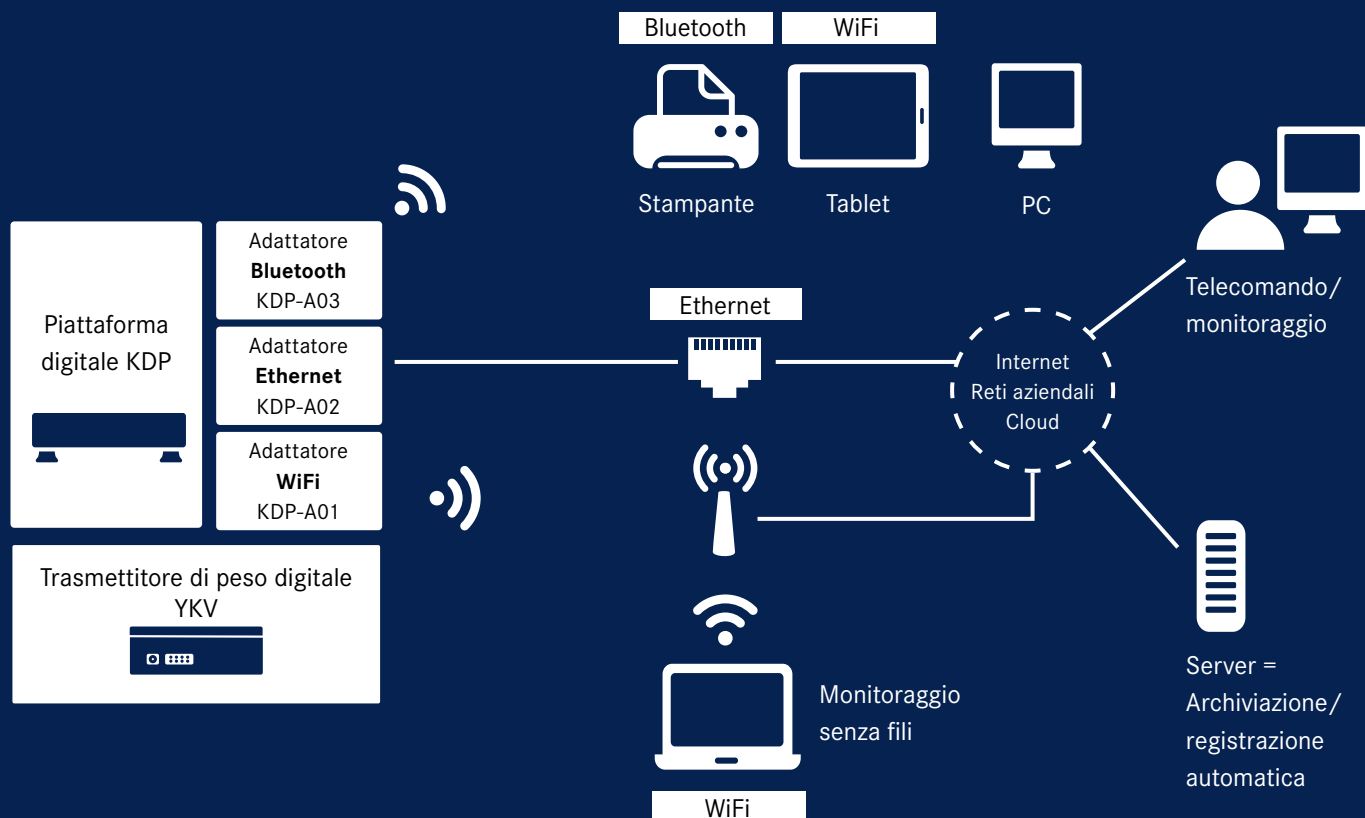 Bluetooth
WiFi
Stampante
Tablet
PC
Piattaforma
digitale KDP
Adattatore
Bluetooth
KDP-A03
Adattatore
Ethernet
KDP-A02
Adattatore
WiFi
KDP-A01
Trasmettitore di peso digitale
YKV
Ethernet
Internet
Reti aziendali
Cloud
Telecomando/
monitoraggio
Monitoraggio
senza fili
WiFi
Server =
Archiviazione/
registrazione
automatica